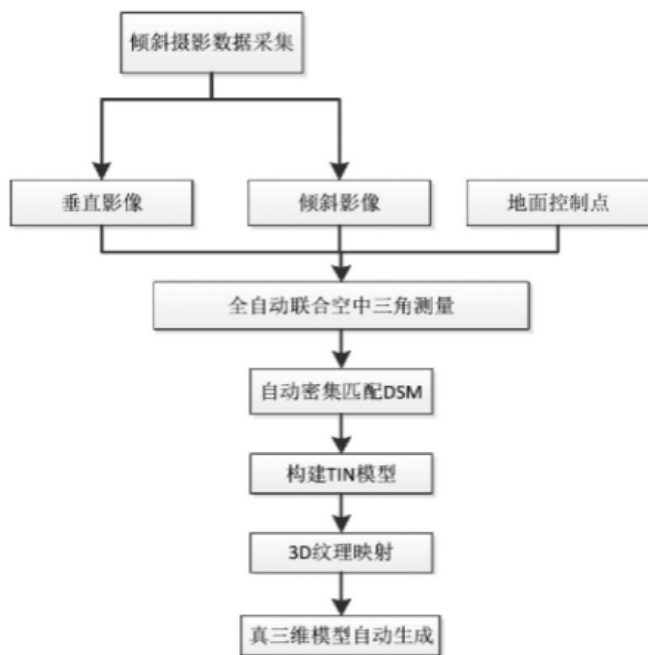 倾斜摄影数据采集
垂直影像
倾斜影像
地面控制点
全自动联合空中三角测量
自动密集匹配DSM
构建TIN模型
3D纹理映射
真三维模型自动生成